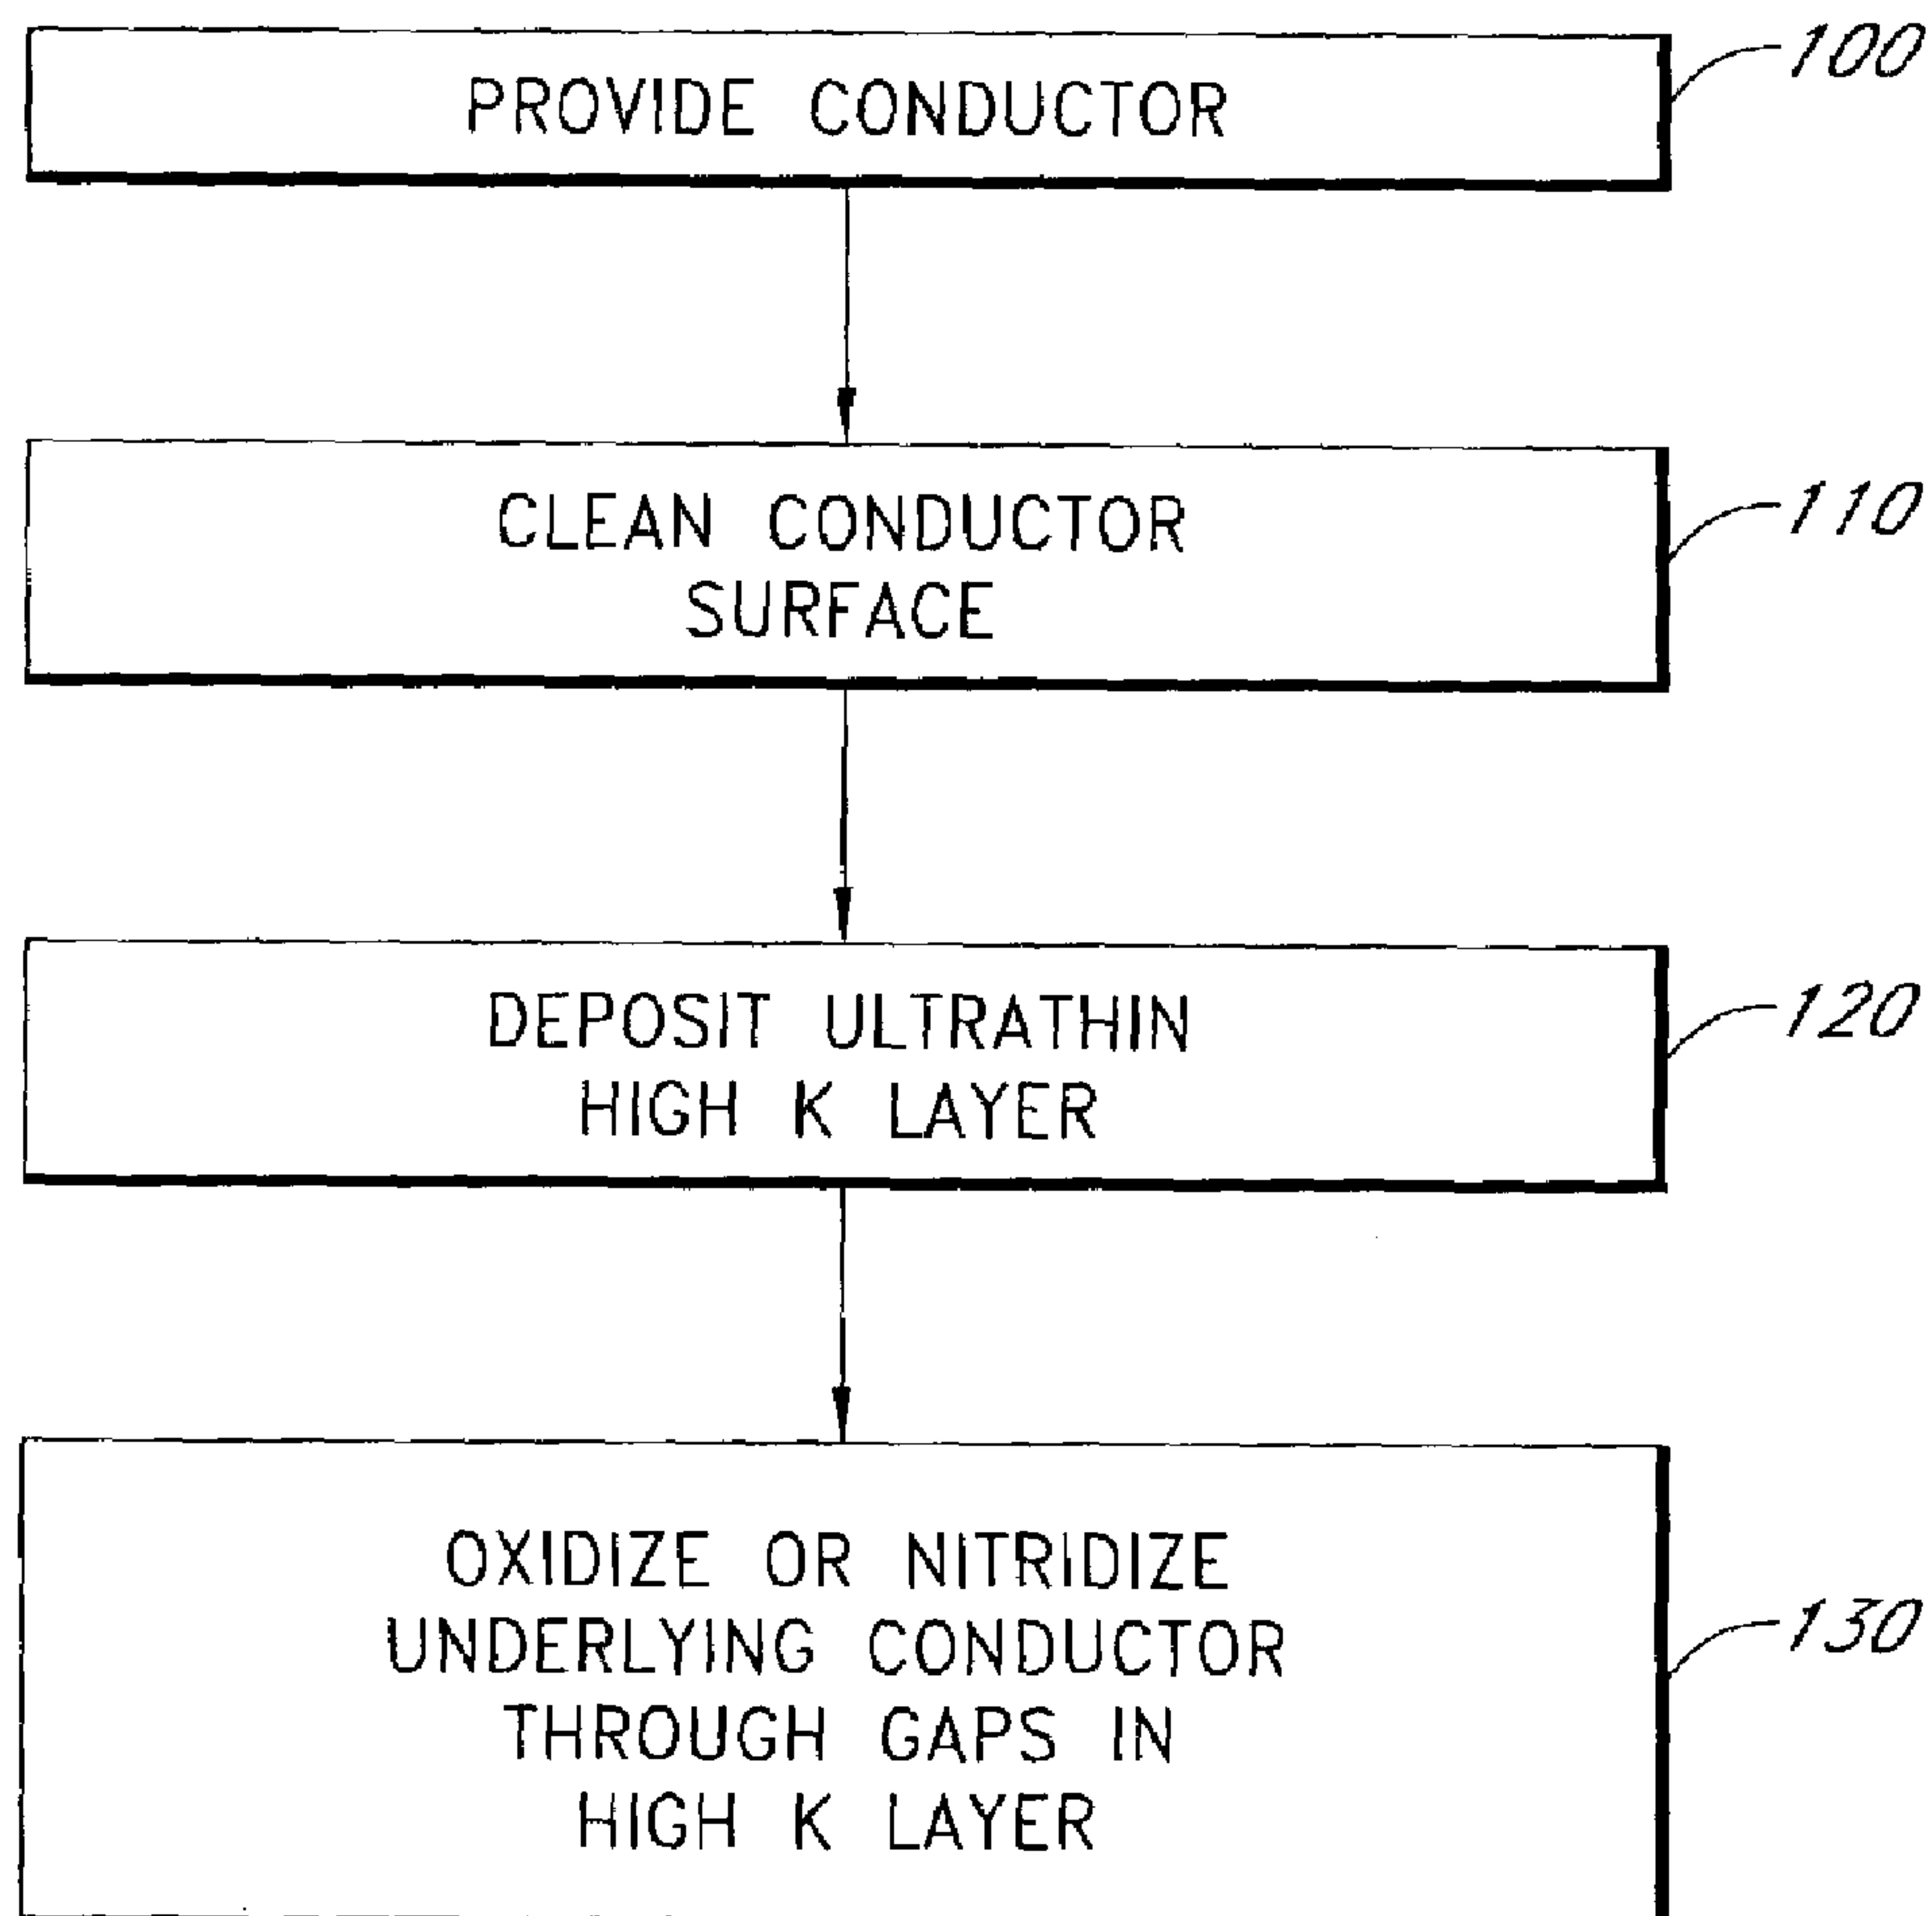 PROVIDE CONDUCTOR
100
CLEAN CONDUCTOR
SURFACE
110
DEPOSIT ULTRATHIN
HIGH K LAYER
120
OXIDIZE OR NITRIDIZE
UNDERLYING CONDUCTOR
THROUGH GAPS IN
HIGH K LAYER
130